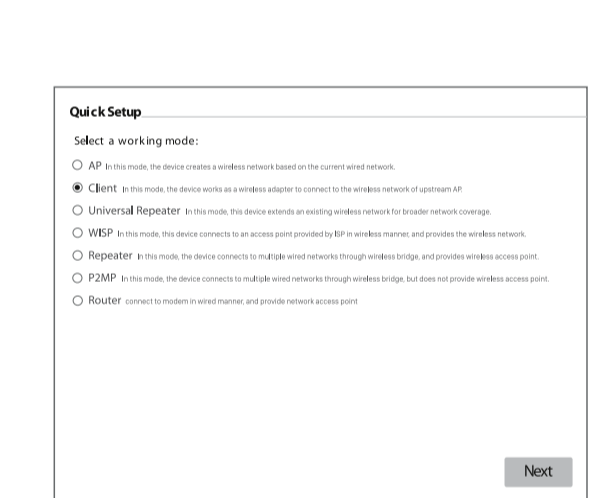 Quick Setup
Select a working mode:
AP In this mode, the device creates a wireless network based on the current wired network.
Client In this mode, the device works as a wireless adapter to connect to the wireless network of upstream AP.
Universal Repeater In this mode, this device extends an existing wireless network for broader network coverage.
WISP In this mode, this device connects to an access point provided by ISP in wireless manner, and provides the wireless network.
Repeater In this mode, the device connects to multiple wired networks through wireless bridge, and provides wireless access point.
P2MP In this mode, the device connects to multiple wired networks through wireless bridge, but does not provide wireless access point.
Router connect to modem in wired manner, and provide network access point
Next